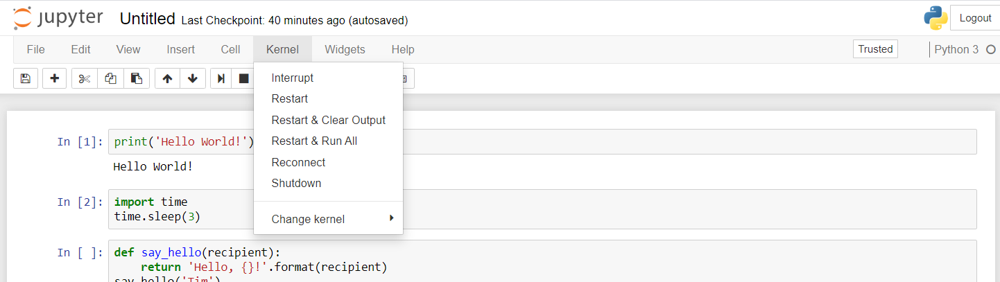 jupyter Untitled Last Checkpoint: 40 minutes ago (autosaved) Logout
File Edit View Insert Cell Kernel Widgets Help Trusted Python 3
Interrupt
Restart
Restart & Clear Output
Restart & Run All
Reconnect
Shutdown
Change kernel
In [1]: print('Hello World!')
Hello World!
In [2]: import time
time.sleep(3)
In [ ]: def say_hello(recipient):
return 'Hello, {}!'.format(recipient)
say_hello('Tim')